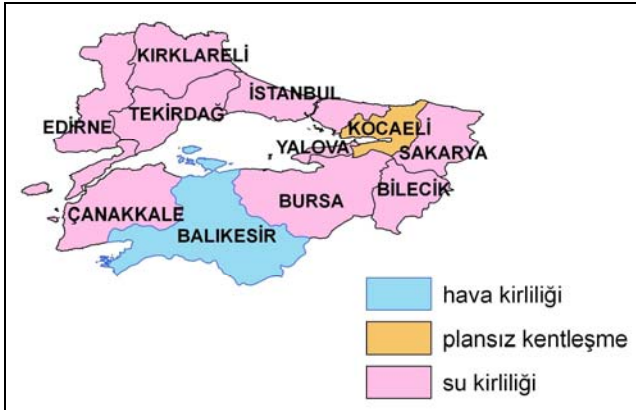 KIRKLARELİ
İSTANBUL
TEKİRDAĞ
EDİRNE
KOCAELİ
YALOVA
SAKARYA
BİLECİK
BURSA
ÇANAKKALE
BALIKESİR
hava kirliliği
plansız kentleşme
su kirliliği